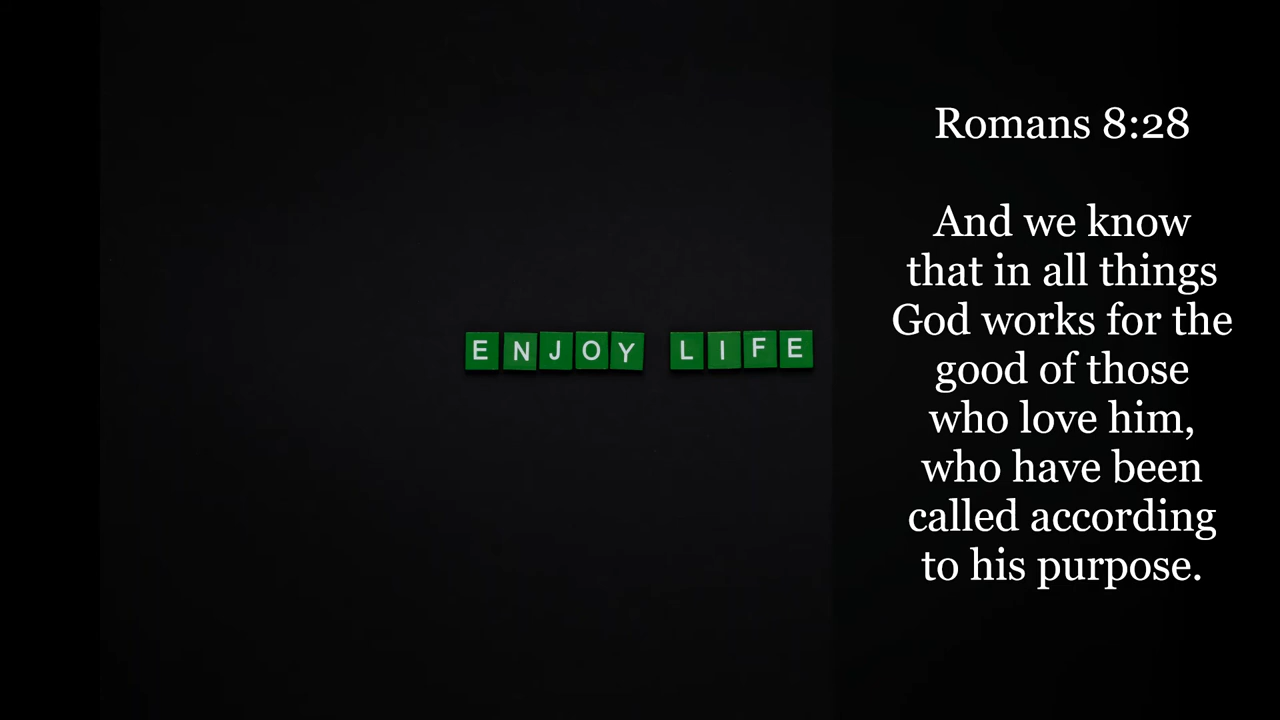 ENJOY LIFE
Romans 8:28
And we know
that in all things
God works for the
good of those
who love him,
who have been
called according
to his purpose.